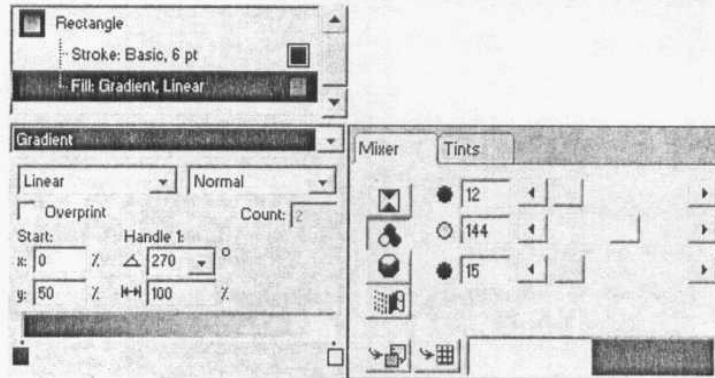 Rectangle
Stroke: Basic, 6 pt
Fill: Gradient, Linear
Gradient
Linear Normal
Overprint Count: 2
Start: Handle 1:
x: 0 % 270 °
y: 50 % 100 %
Mixer Tints
12
144
15